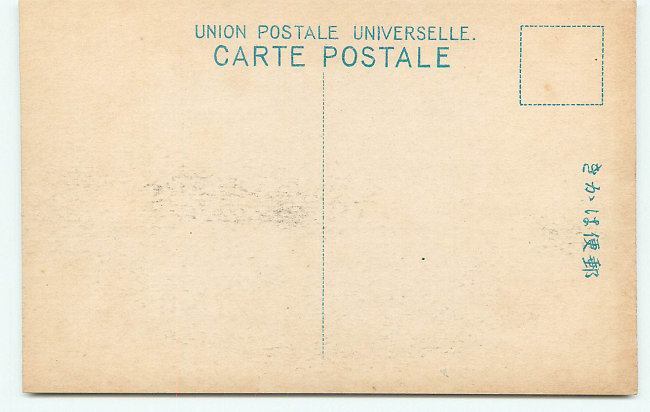 UNION POSTALE UNIVERSELLE.
CARTE POSTALE
郵便はかき